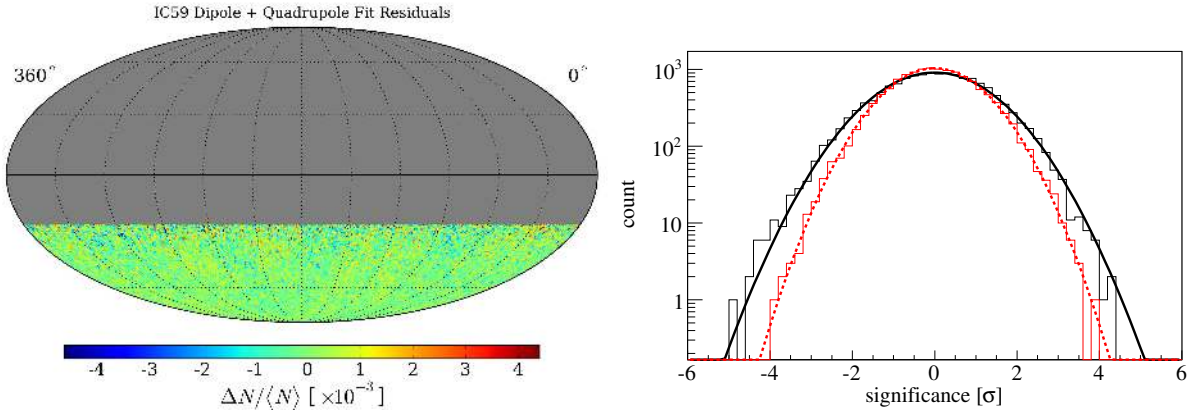 IC59 Dipole + Quadrupole Fit Residuals
360°
0°
-4 -3 -2 -1 0 1 2 3 4
ΔN/⟨N⟩ [ ×10⁻³]
count
10³
10²
10
1
-6 -4 -2 0 2 4 6
significance [σ]